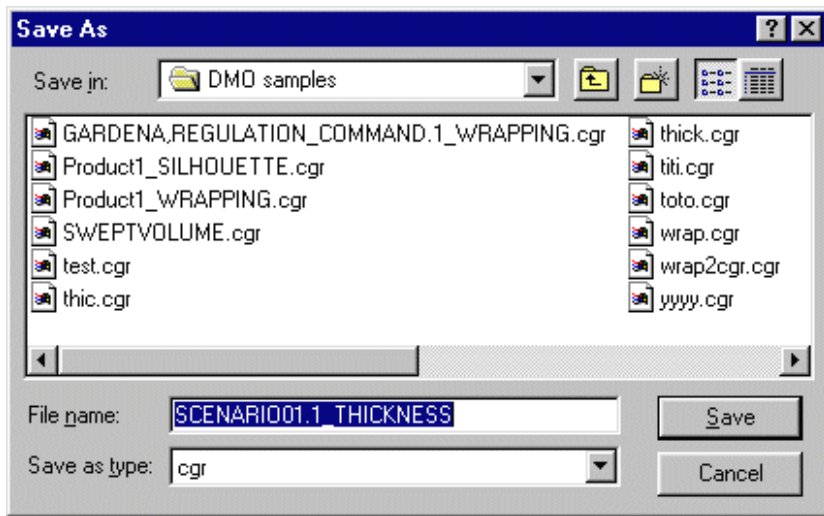 Save As
Save in:
DMO samples
GARDENA,REGULATION_COMMAND.1_WRAPPING.cgr
Product1_SILHOUETTE.cgr
Product1_WRAPPING.cgr
SWEPTVOLUME.cgr
test.cgr
thic.cgr
thick.cgr
titi.cgr
toto.cgr
wrap.cgr
wrap2cgr.cgr
yyyy.cgr
File name:
SCENARIO01.1_THICKNESS
Save
Save as type:
cgr
Cancel